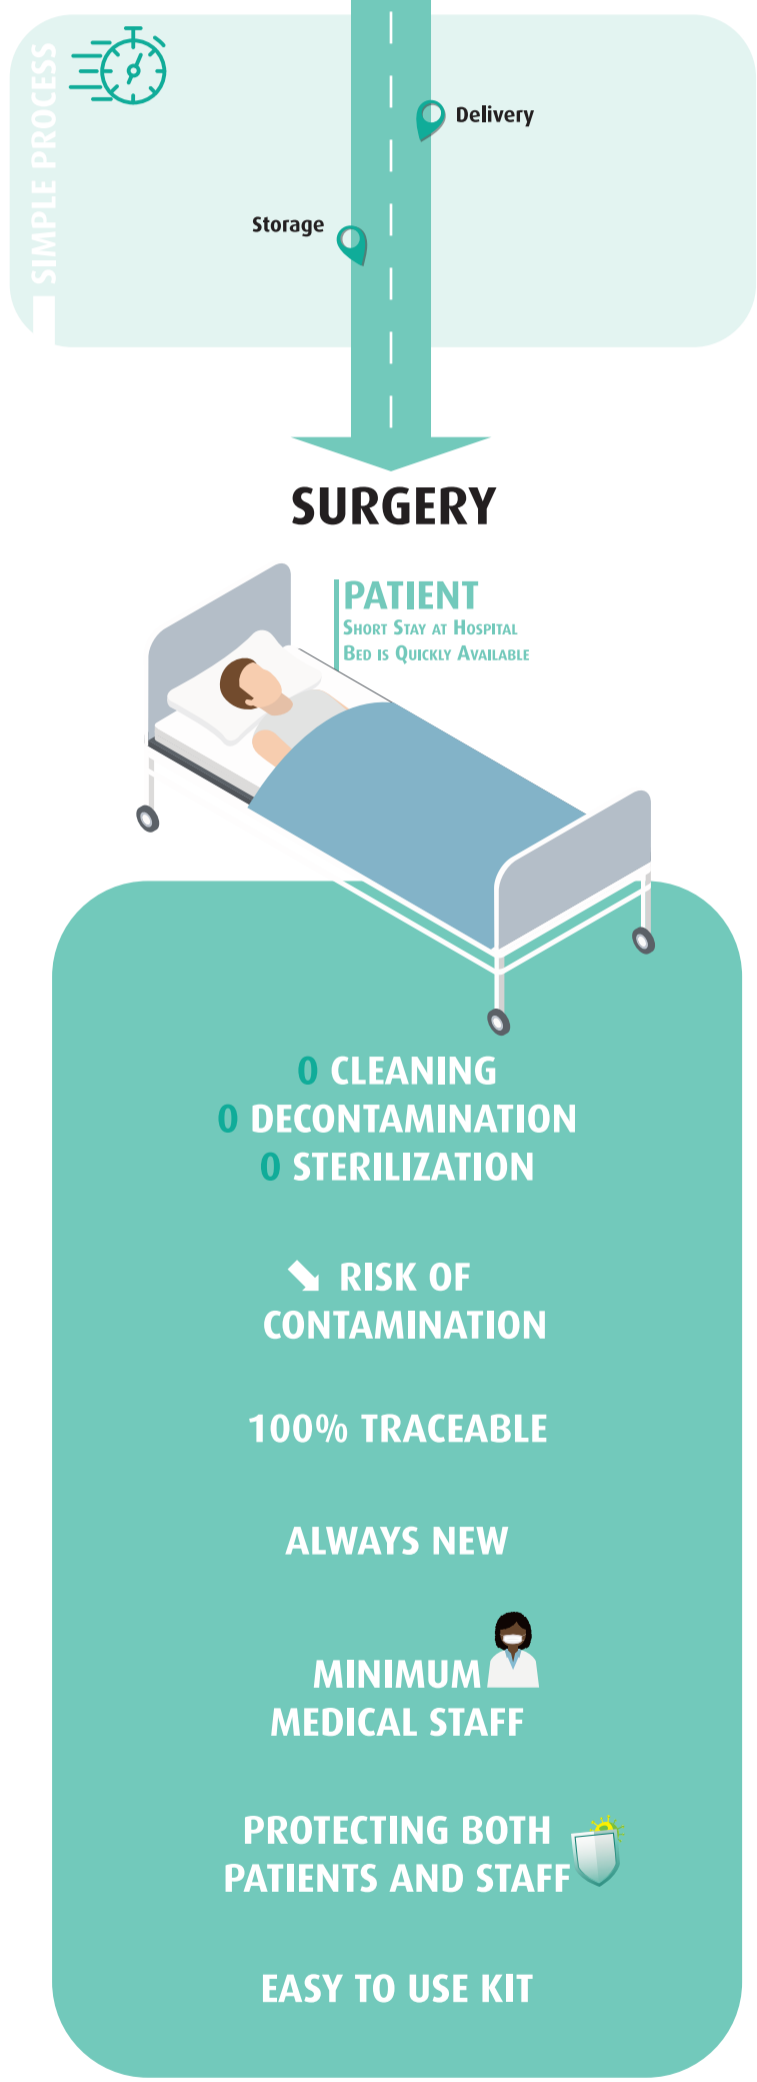 SIMPLE PROCESS
Delivery
Storage
SURGERY
PATIENT
SHORT STAY AT HOSPITAL
BED IS QUICKLY AVAILABLE
0 CLEANING
0 DECONTAMINATION
0 STERILIZATION
RISK OF
CONTAMINATION
100% TRACEABLE
ALWAYS NEW
MINIMUM
MEDICAL STAFF
PROTECTING BOTH
PATIENTS AND STAFF
EASY TO USE KIT